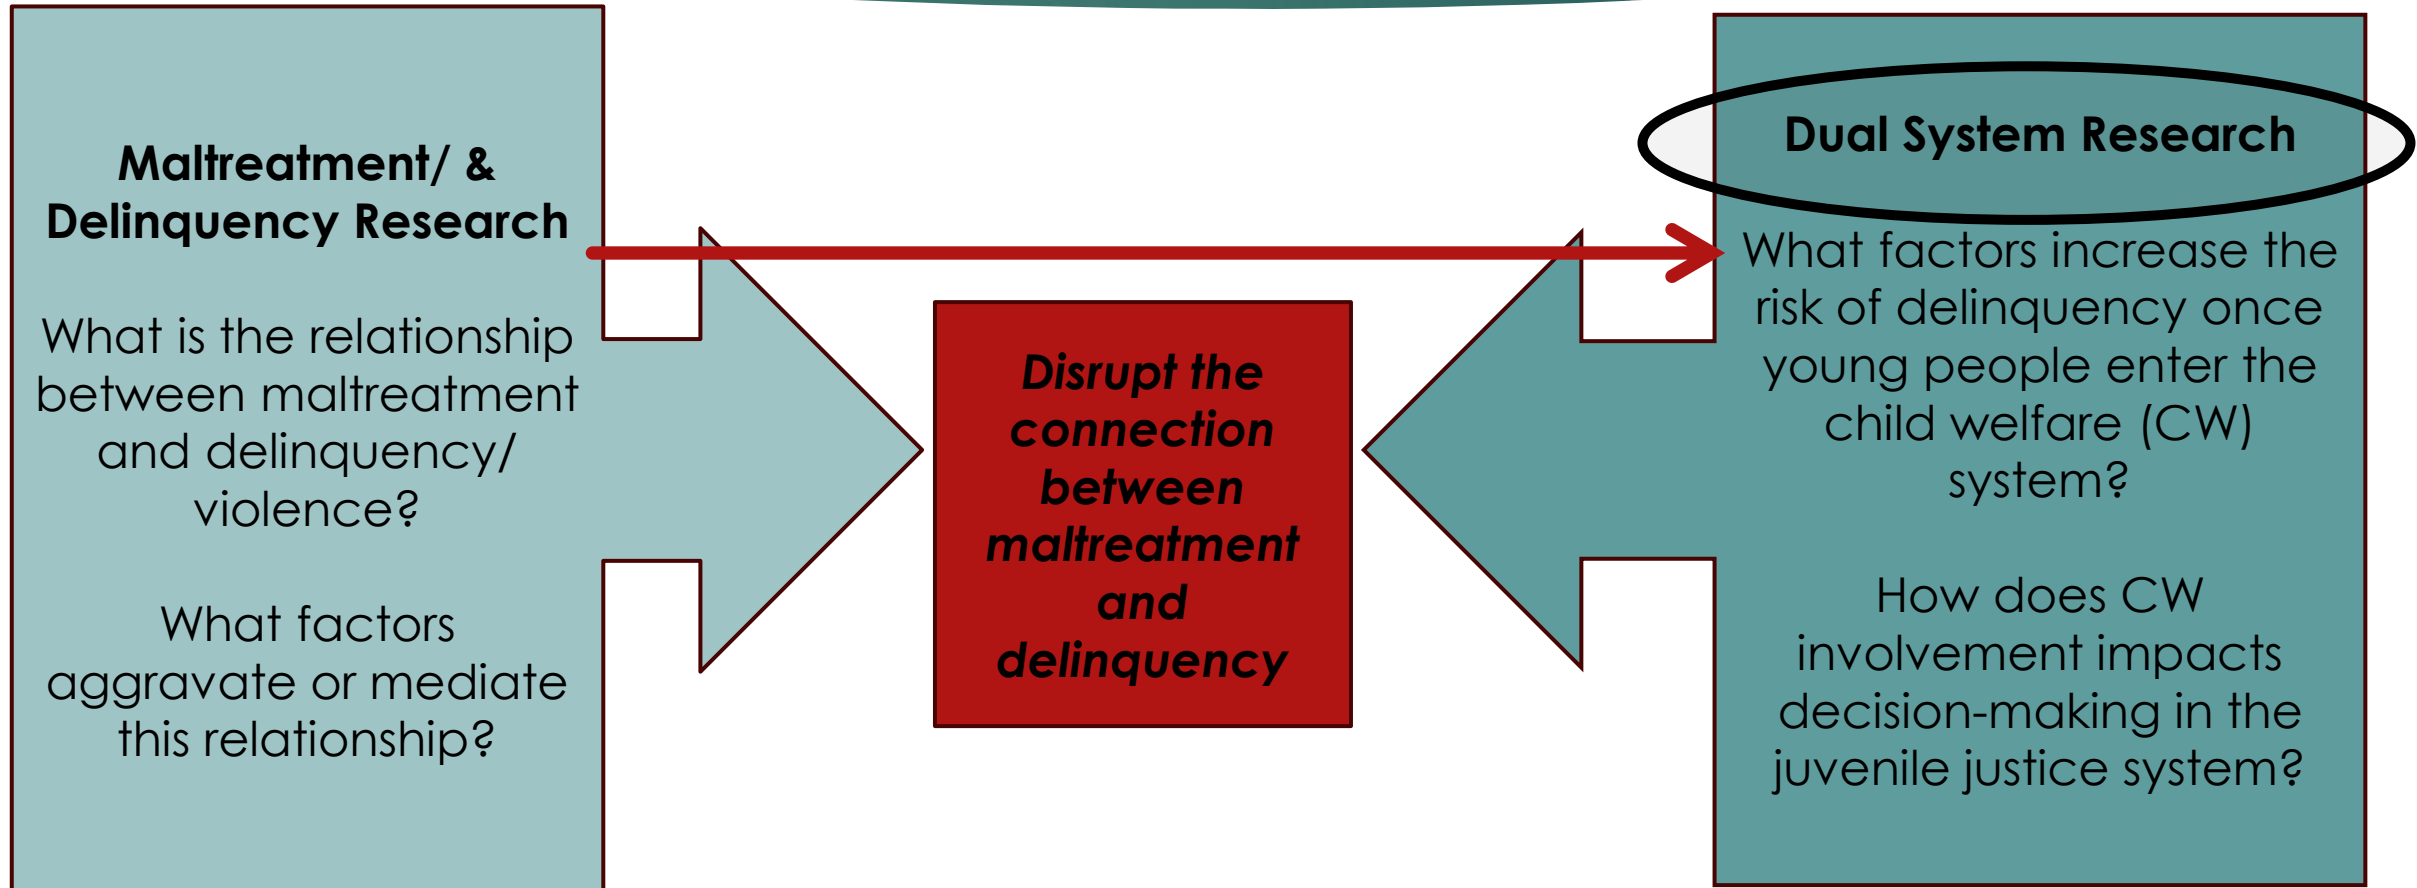 Maltreatment/ &
Delinquency Research
What is the relationship
between maltreatment
and delinquency/
violence?
What factors
aggravate or mediate
this relationship?
Disrupt the
connection
between
maltreatment
and
delinquency
Dual System Research
What factors increase the
risk of delinquency once
young people enter the
child welfare (CW)
system?
How does CW
involvement impacts
decision-making in the
juvenile justice system?